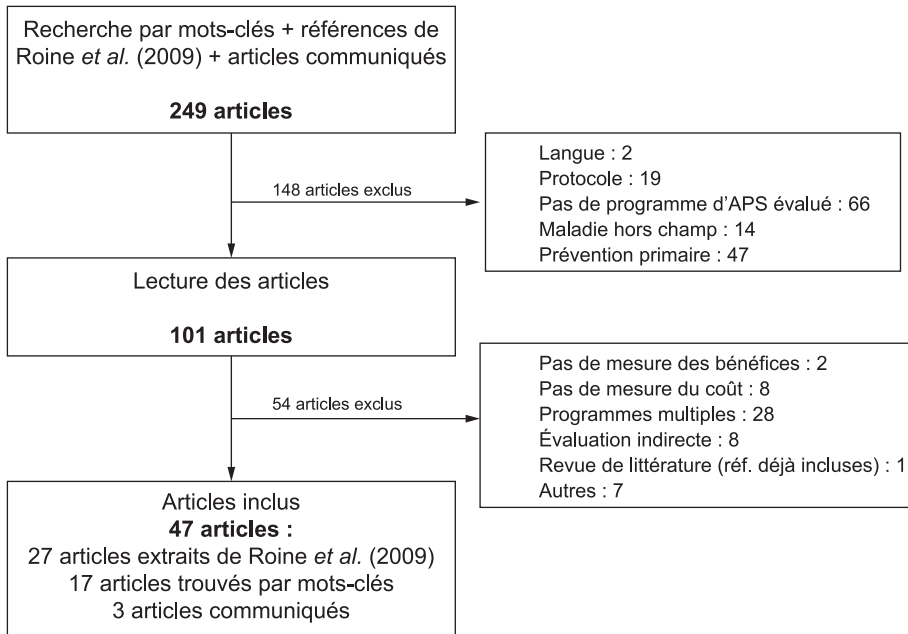 Recherche par mots-clés + références de
Roine et al. (2009) + articles communiqués
249 articles
148 articles exclus
Langue : 2
Protocole : 19
Pas de programme d'APS évalué : 66
Maladie hors champ : 14
Prévention primaire : 47
Lecture des articles
101 articles
54 articles exclus
Pas de mesure des bénéfices : 2
Pas de mesure du coût : 8
Programmes multiples : 28
Évaluation indirecte : 8
Revue de littérature (réf. déjà incluses) : 1
Autres : 7
Articles inclus
47 articles :
27 articles extraits de Roine et al. (2009)
17 articles trouvés par mots-clés
3 articles communiqués